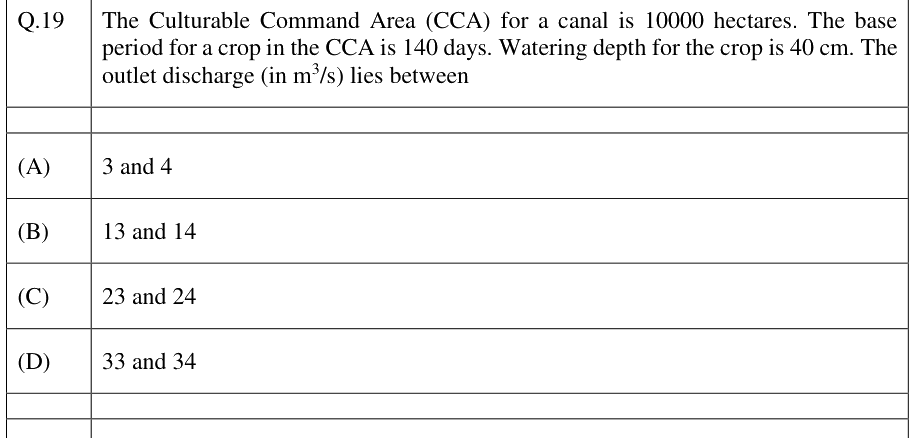 Q.19 The Culturable Command Area (CCA) for a canal is 10000 hectares. The base
period for a crop in the CCA is 140 days. Watering depth for the crop is 40 cm. The
outlet discharge (in m³/s) lies between
(A) 3 and 4
(B) 13 and 14
(C) 23 and 24
(D) 33 and 34